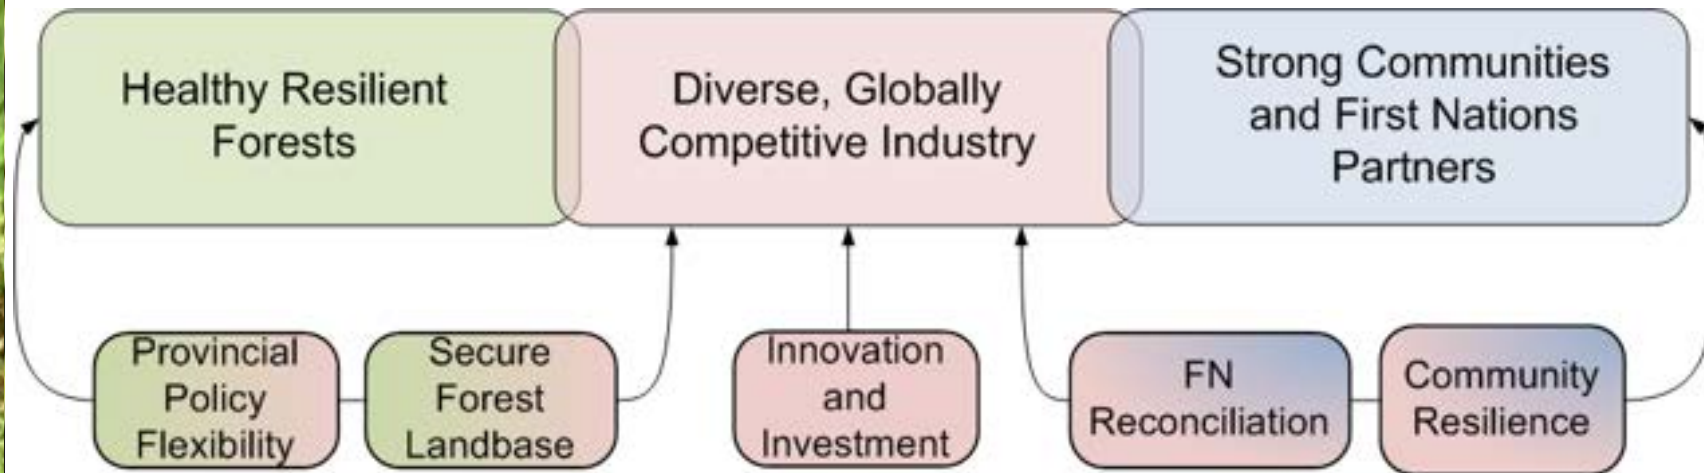 Healthy Resilient
Forests
Diverse, Globally
Competitive Industry
Strong Communities
and First Nations
Partners
Provincial
Policy
Flexibility
Secure
Forest
Landbase
Innovation
and
Investment
FN
Reconciliation
Community
Resilience